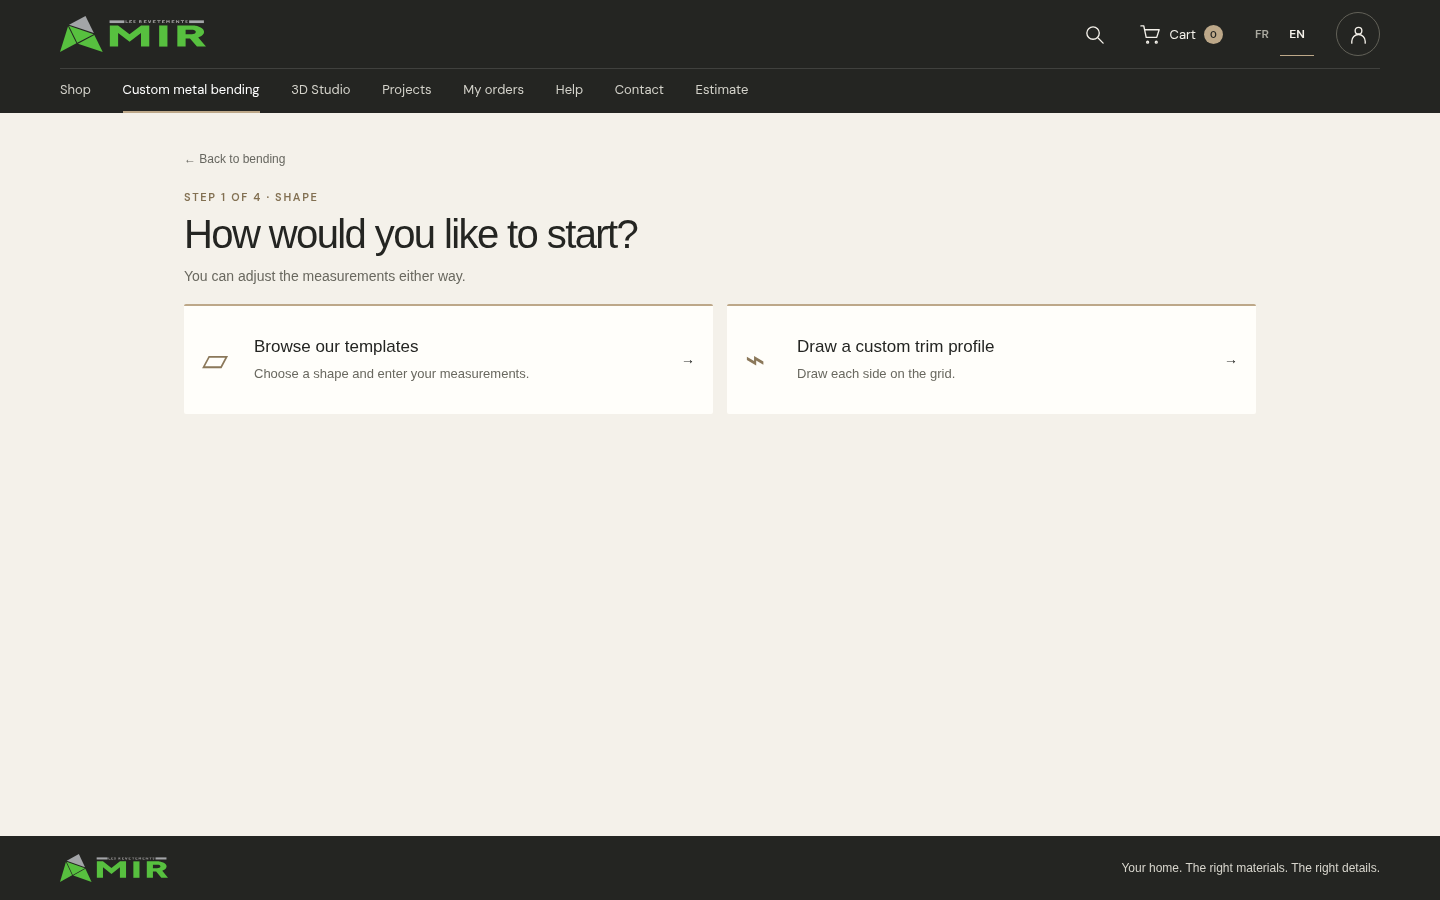 LES REVÊTEMENTS
MIR
Cart 0
FR EN
Shop Custom metal bending 3D Studio Projects My orders Help Contact Estimate
← Back to bending
STEP 1 OF 4 · SHAPE
How would you like to start?
You can adjust the measurements either way.
Browse our templates
Choose a shape and enter your measurements.
→
Draw a custom trim profile
Draw each side on the grid.
→
LES REVÊTEMENTS
MIR
Your home. The right materials. The right details.